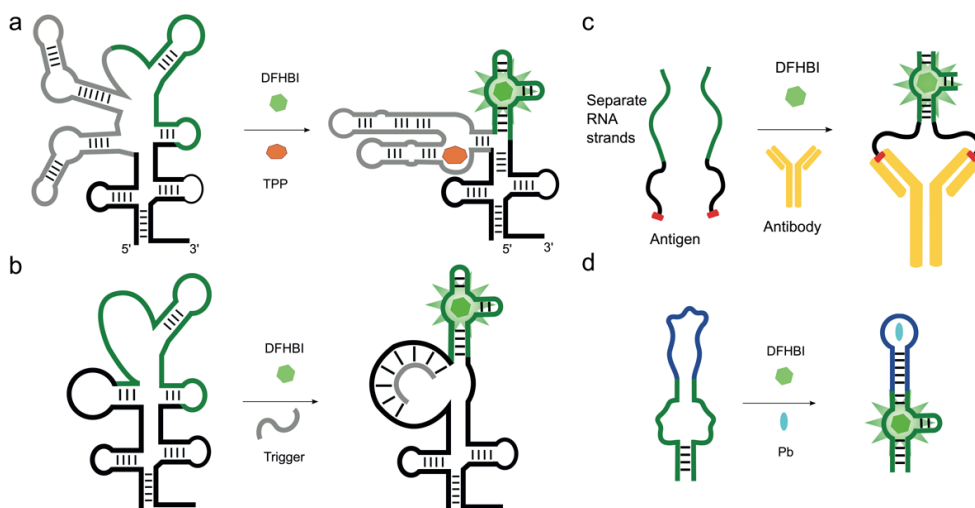 a
DFHBI
TPP
5'
3'
5'
3'
b
DFHBI
Trigger
c
Separate
RNA
strands
Antigen
DFHBI
Antibody
d
DFHBI
Pb